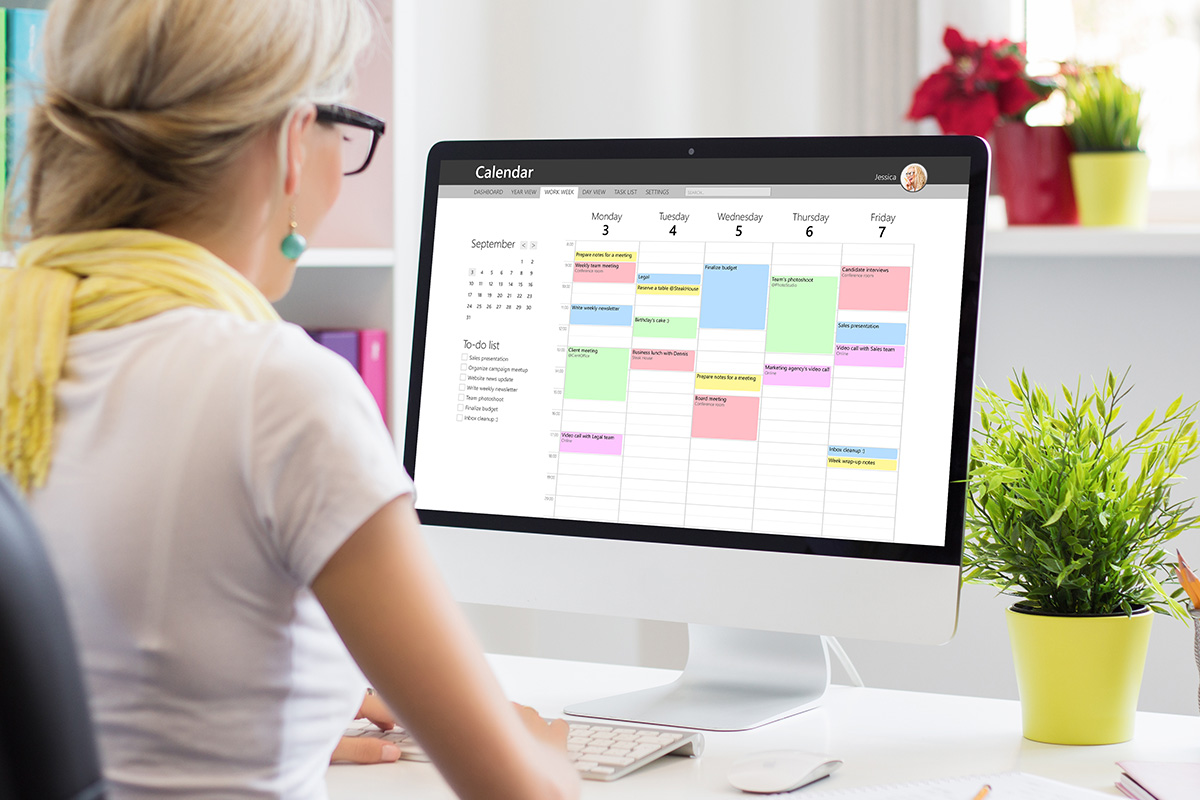 Calendar
Jessica
DASHBOARD YEAR VIEW WORK WEEK DAY VIEW TASK LIST SETTINGS
Monday Tuesday Wednesday Thursday Friday
3 4 5 6 7
September < >
1 2
3 4 5 6 7 8 9
10 11 12 13 14 15 16
17 18 19 20 21 22 23
24 25 26 27 28 29 30
31
To-do list
Sales presentation
Organize campaign meetup
Website news update
Write weekly newsletter
Team photoshoot
Finalize budget
Inbox cleanup :)
Prepare notes for a meeting
Weekly team meeting
Conference room
Write weekly newsletter
Client meeting
Video call with Legal team
Online
Legal
Reserve a table @SteakHouse
Birthday's cake :)
Business lunch with Dennis
Steak House
Finalize budget
Prepare notes for a meeting
Board meeting
Conference room
Team's photoshoot
@PhotoStudio
Marketing agency's video call
Online
Candidate interviews
Conference room
Sales presentation
Video call with Sales team
Online
Inbox cleanup :)
Week wrap-up notes